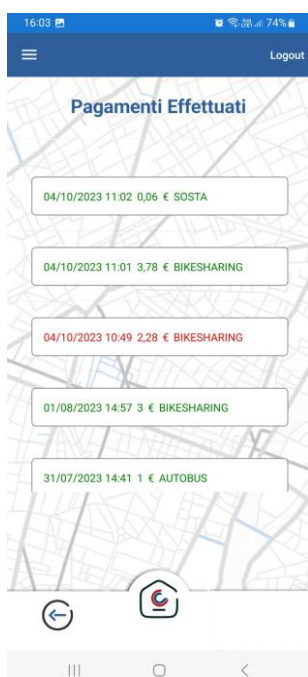 16:03 74%
Logout
Pagamenti Effettuati
04/10/2023 11:02 0,06 € SOSTA
04/10/2023 11:01 3,78 € BIKESHARING
04/10/2023 10:49 2,28 € BIKESHARING
01/08/2023 14:57 3 € BIKESHARING
31/07/2023 14:41 1 € AUTOBUS